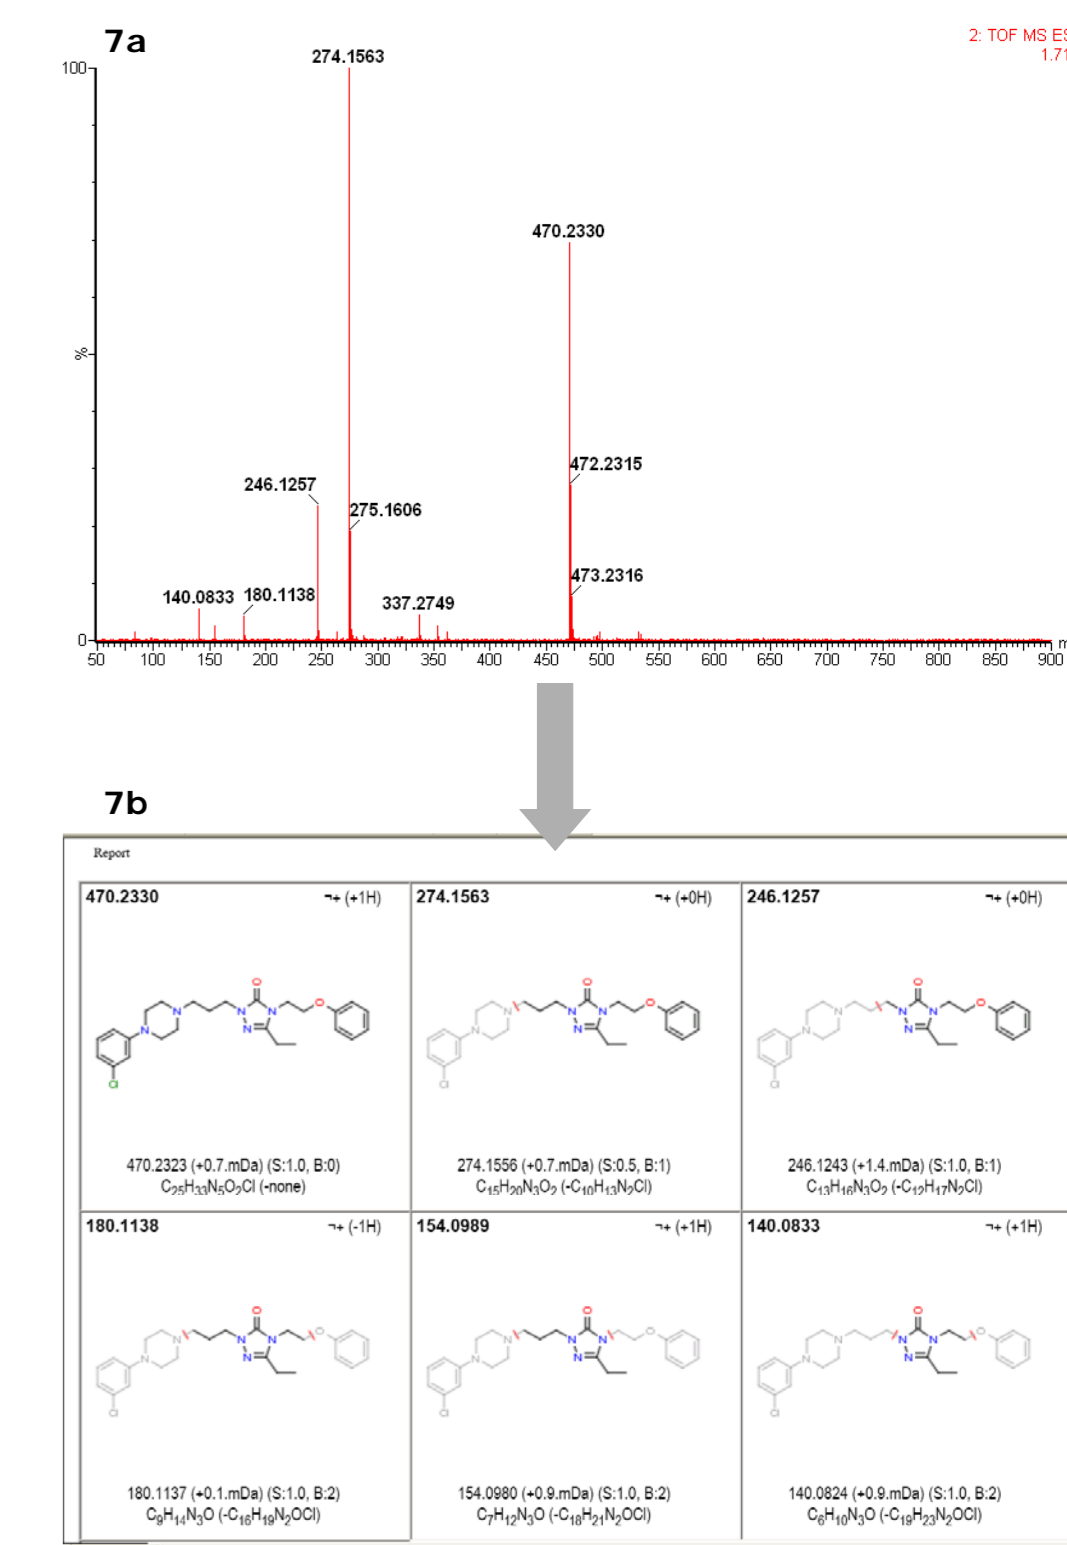 7a
2: TOF MS ES
1.71
274.1563
100
470.2330
%
472.2315
246.1257
275.1606
473.2316
140.0833 180.1138
337.2749
0
50 100 150 200 250 300 350 400 450 500 550 600 650 700 750 800 850 900 m
7b
Report
470.2330 ¬+ (+1H)
274.1563 ¬+ (+0H)
246.1257 ¬+ (+0H)
O
N
N
N
N
N
O
Cl
O
N
N
N
N
N
O
Cl
O
N
N
N
N
N
O
Cl
470.2323 (+0.7.mDa) (S:1.0, B:0)
C25H33N5O2Cl (-none)
274.1556 (+0.7.mDa) (S:0.5, B:1)
C15H20N3O2 (-C10H13N2Cl)
246.1243 (+1.4.mDa) (S:1.0, B:1)
C13H16N3O2 (-C12H17N2Cl)
180.1138 ¬+ (-1H)
154.0989 ¬+ (+1H)
140.0833 ¬+ (+1H)
O
N
N
N
N
N
O
Cl
O
N
N
N
N
N
O
Cl
O
N
N
N
N
N
O
Cl
180.1137 (+0.1.mDa) (S:1.0, B:2)
C9H14N3O (-C16H19N2OCl)
154.0980 (+0.9.mDa) (S:1.0, B:2)
C7H12N3O (-C18H21N2OCl)
140.0824 (+0.9.mDa) (S:1.0, B:2)
C6H10N3O (-C19H23N2OCl)